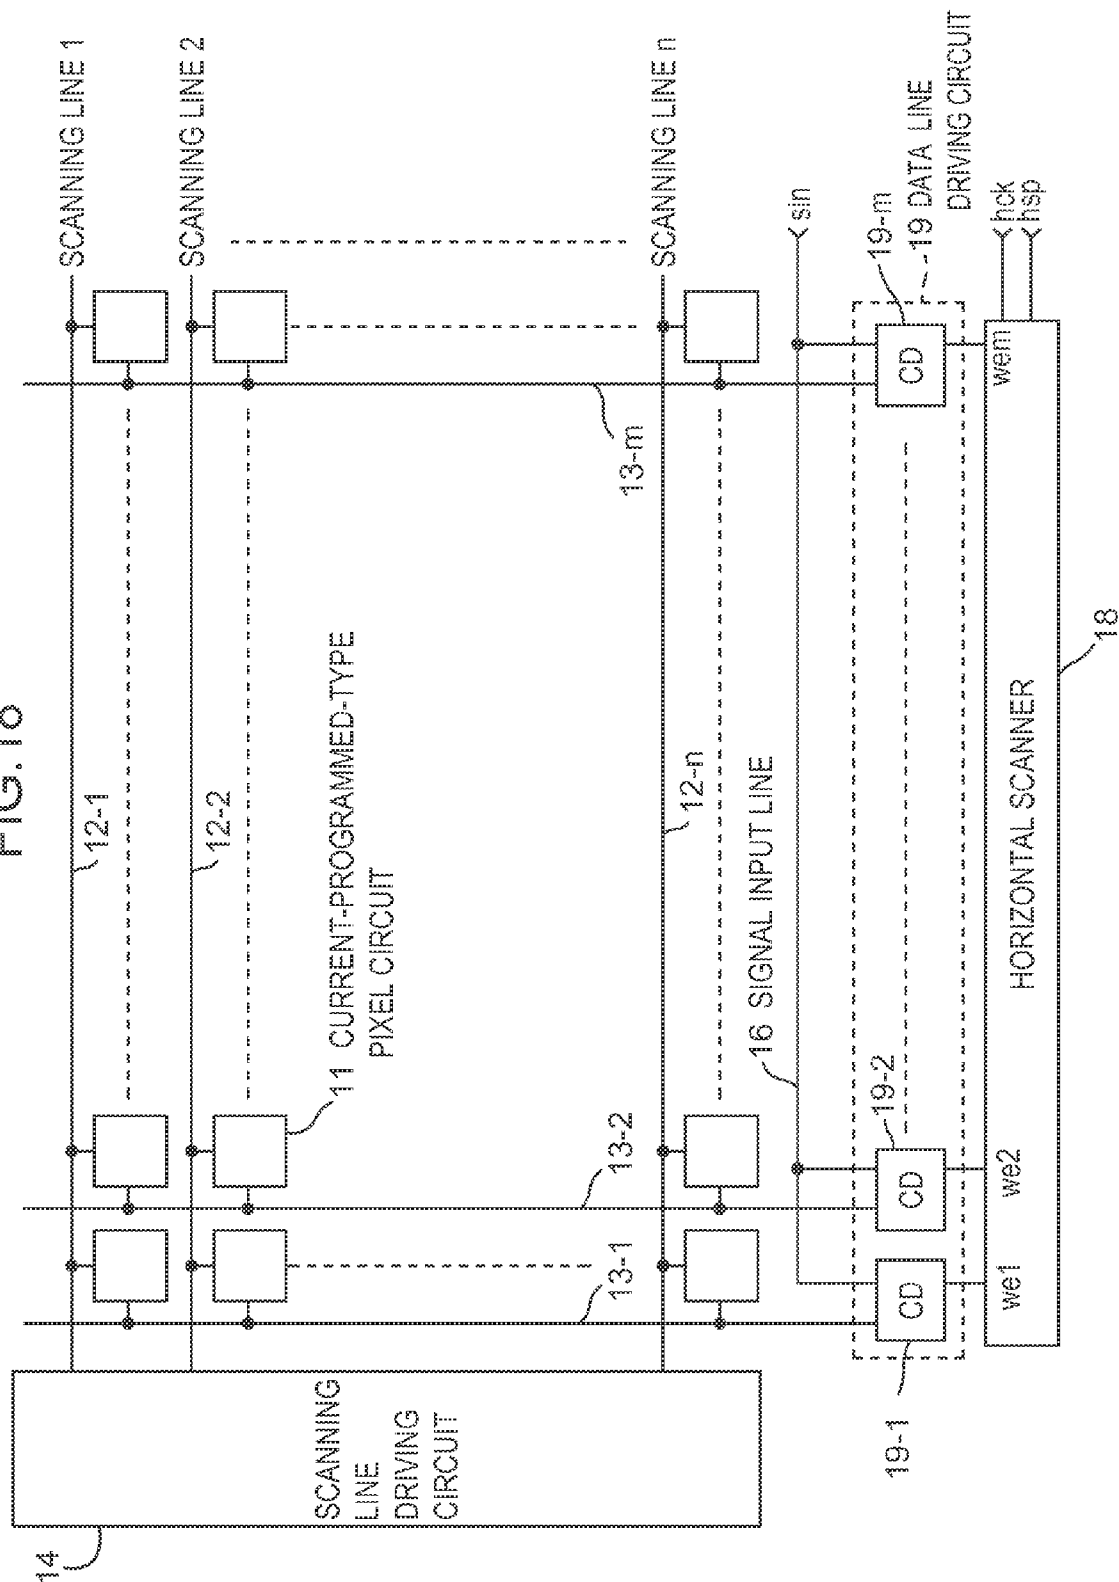 FIG. 18
SCANNING LINE 1
SCANNING LINE 2
SCANNING LINE n
12-1
12-2
12-n
11 CURRENT-PROGRAMMED-TYPE
PIXEL CIRCUIT
13-1
13-2
13-m
14
SCANNING
LINE
DRIVING
CIRCUIT
16 SIGNAL INPUT LINE
sin
19-1
19-2
19-m
19 DATA LINE
DRIVING CIRCUIT
CD
CD
CD
we1
we2
wem
hck
hsp
HORIZONTAL SCANNER
18